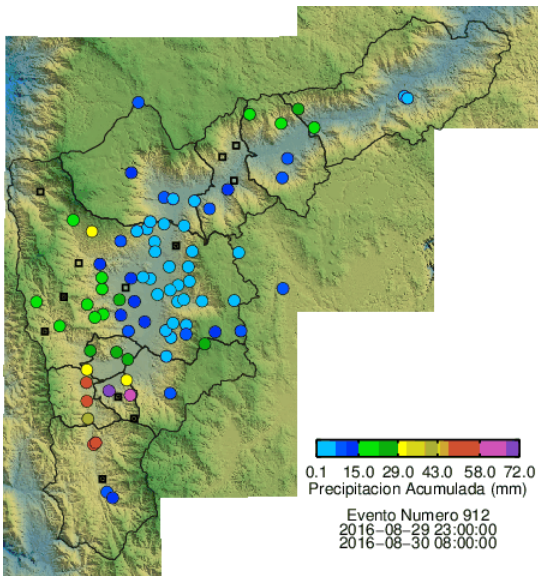 0.1 15.0 29.0 43.0 58.0 72.0
Precipitacion Acumulada (mm)
Evento Numero 912
2016−08−29 23:00:00
2016−08−30 08:00:00